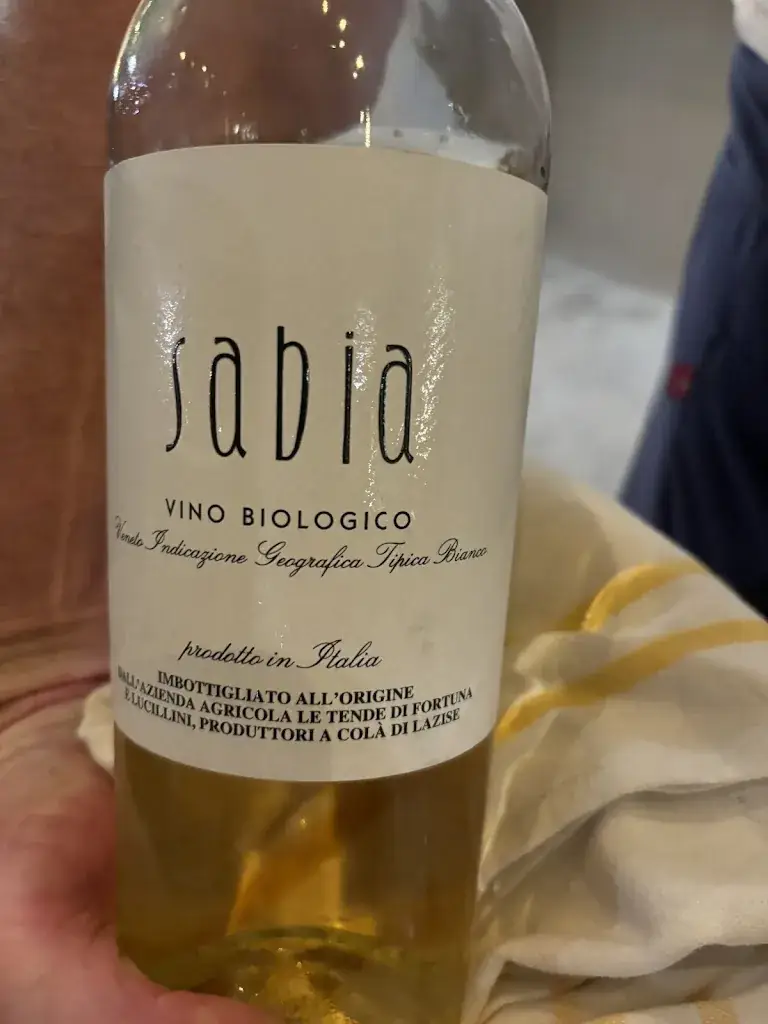 sabia
VINO BIOLOGICO
Veneto Indicazione Geografica Tipica Bianco
prodotto in Italia
IMBOTTIGLIATO ALL'ORIGINE
DALL'AZIENDA AGRICOLA LE TENDE DI FORTUNA
E LUCILLINI, PRODUTTORI A COLÀ DI LAZISE